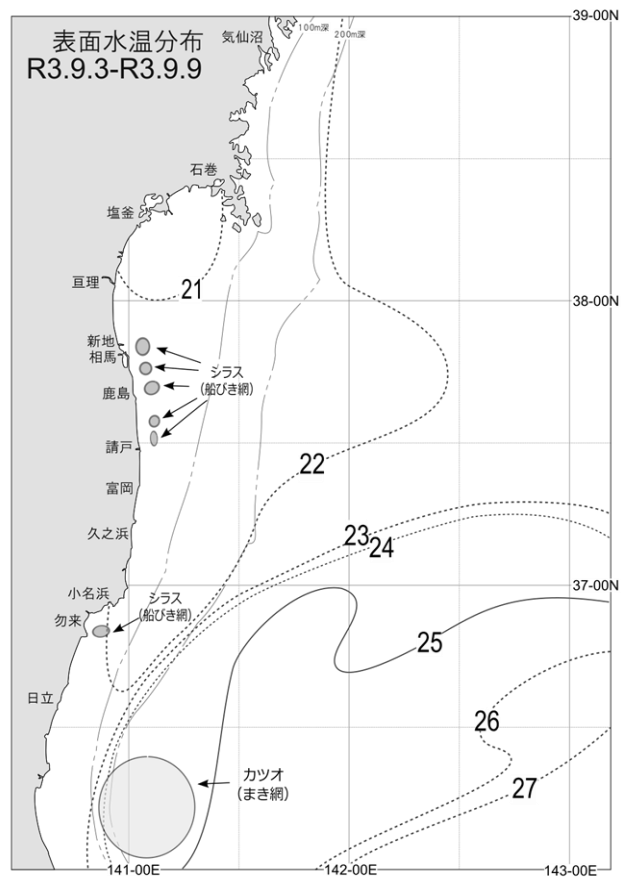 表面水温分布
R3.9.3-R3.9.9
気仙沼
100m深
200m深
39-00N
石巻
塩釜
亘理
21
38-00N
新地
相馬
シラス
(船びき網)
鹿島
請戸
22
富岡
久之浜
23
24
37-00N
小名浜
シラス
(船びき網)
勿来
25
日立
26
カツオ
(まき網)
27
141-00E
142-00E
143-00E